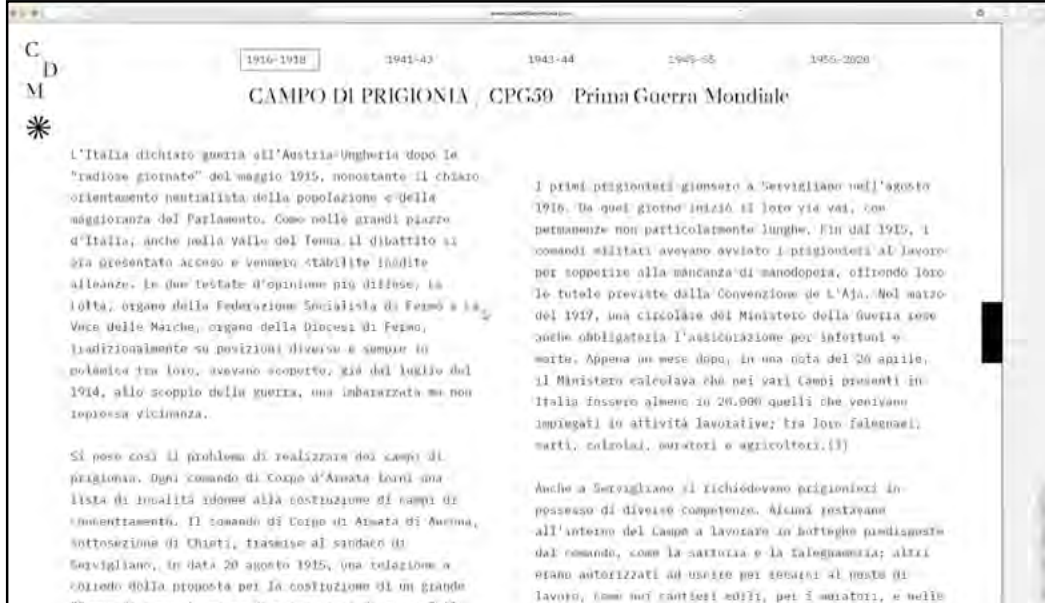 C
D
M
1916-1918
1941-43
1943-44
1945-55
1955-2020
CAMPO DI PRIGIONIA / CPG59 Prima Guerra Mondiale
L'Italia dichiarò guerra all'Austria-Ungheria dopo le
"radiose giornate" del maggio 1915, nonostante il chiaro
orientamento neutralista della popolazione e della
maggioranza del Parlamento. Come nelle grandi piazze
d'Italia, anche nella Valle del Tenna il dibattito si
era presentato acceso e vennero stabilite inedite
alleanze. Le due testate d'opinione più diffuse, La
Lotta, organo della Federazione Socialista di Fermo e La
Voce delle Marche, organo della Diocesi di Fermo,
tradizionalmente su posizioni diverse e sempre in
polemica tra loro, avevano scoperto, già dal luglio del
1914, allo scoppio della guerra, una imbarazzata ma non
repressa vicinanza.
Si pose così il problema di realizzare dei campi di
prigionia. Ogni comando di Corpo d'Armata fornì una
lista di località idonee alla costruzione di campi di
concentramento. Il comando di Corpo di Armata di Ancona,
sottosezione di Chieti, trasmise al sindaco di
Servigliano, in data 20 agosto 1915, una relazione a
corredo della proposta per la costruzione di un grande
I primi prigionieri giunsero a Servigliano nell'agosto
1916. Da quel giorno iniziò il loro via vai, con
permanenze non particolarmente lunghe. Fin dal 1915, i
comandi militari avevano avviato i prigionieri al lavoro
per sopperire alla mancanza di manodopera, offrendo loro
le tutele previste dalla Convenzione de L'Aja. Nel marzo
del 1917, una circolare del Ministero della Guerra rese
anche obbligatoria l'assicurazione per infortuni e
morte. Appena un mese dopo, in una nota del 20 aprile,
il Ministero calcolava che nei vari Campi presenti in
Italia fossero almeno in 20.000 quelli che venivano
impiegati in attività lavorative; tra loro falegnami,
sarti, calzolai, muratori e agricoltori.(3)
Anche a Servigliano si richiedevano prigionieri in
possesso di diverse competenze. Alcuni restavano
all'interno del Campo a lavorare in botteghe predisposte
dal comando, come la sartoria e la falegnameria; altri
erano autorizzati ad uscire per recarsi al posto di
lavoro, come nei cantieri edili, per i muratori, e nelle